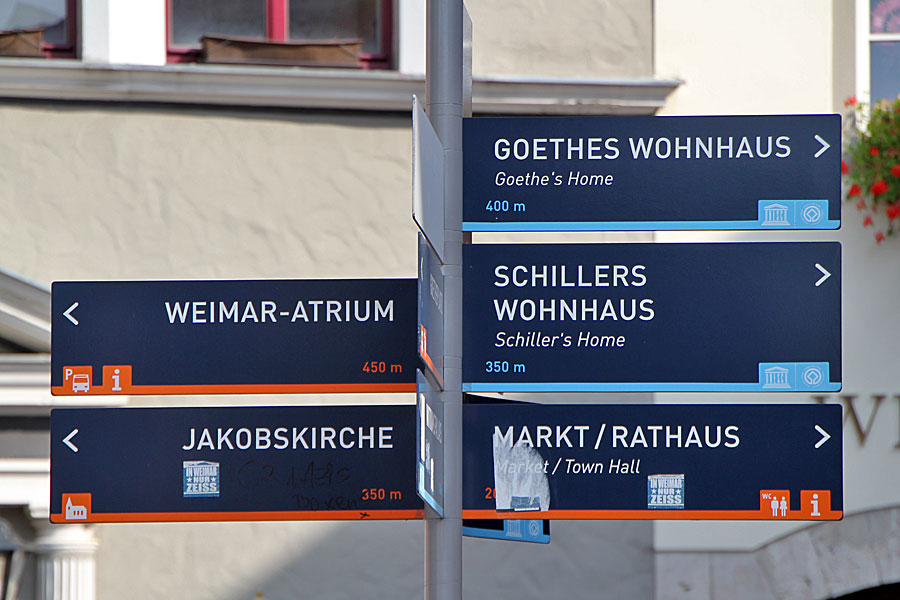 GOETHES WOHNHAUS
Goethe's Home
400 m
SCHILLERS
WOHNHAUS
Schiller's Home
350 m
WEIMAR-ATRIUM
450 m
P
i
JAKOBSKIRCHE
IN WEIMAR
NUR
ZEISS
350 m
MARKT/RATHAUS
Market / Town Hall
IN WEIMAR
NUR
ZEISS
WC
i